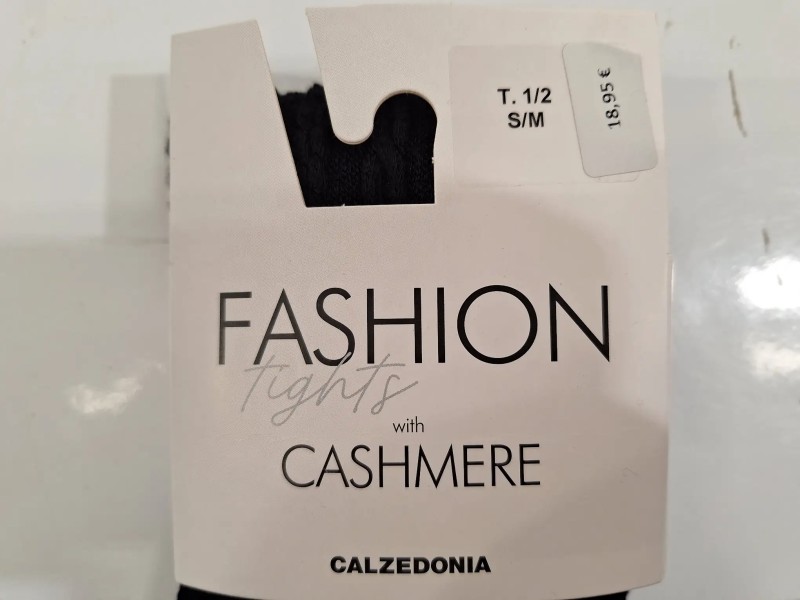 T. 1/2
S/M
18,95 €
FASHION
tights
with
CASHMERE
CALZEDONIA